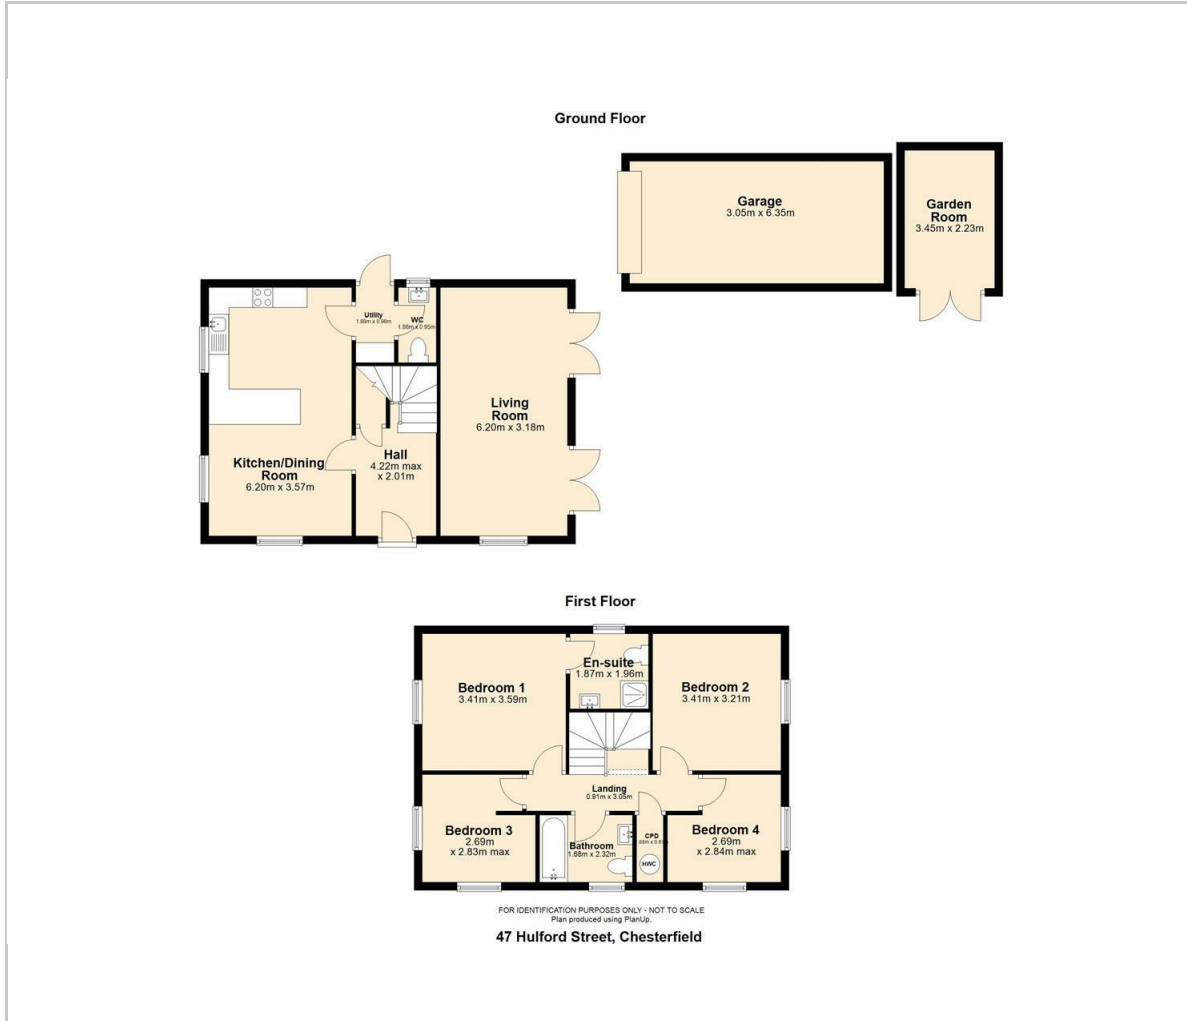 Ground Floor
Garage
3.05m x 6.35m
Garden
Room
3.45m x 2.23m
Utility
WC
1.88m x 0.95m
Living
Room
6.20m x 3.18m
Hall
4.22m max
x 2.01m
Kitchen/Dining
Room
6.20m x 3.57m
First Floor
En-suite
1.87m x 1.96m
Bedroom 1
3.41m x 3.59m
Bedroom 2
3.41m x 3.21m
Landing
Bedroom 3
2.69m
x 2.83m max
Bathroom
1.68m x 2.32m
CPD
HWC
Bedroom 4
2.69m
x 2.84m max
FOR IDENTIFICATION PURPOSES ONLY - NOT TO SCALE
Plan produced using PlanUp.
47 Hulford Street, Chesterfield